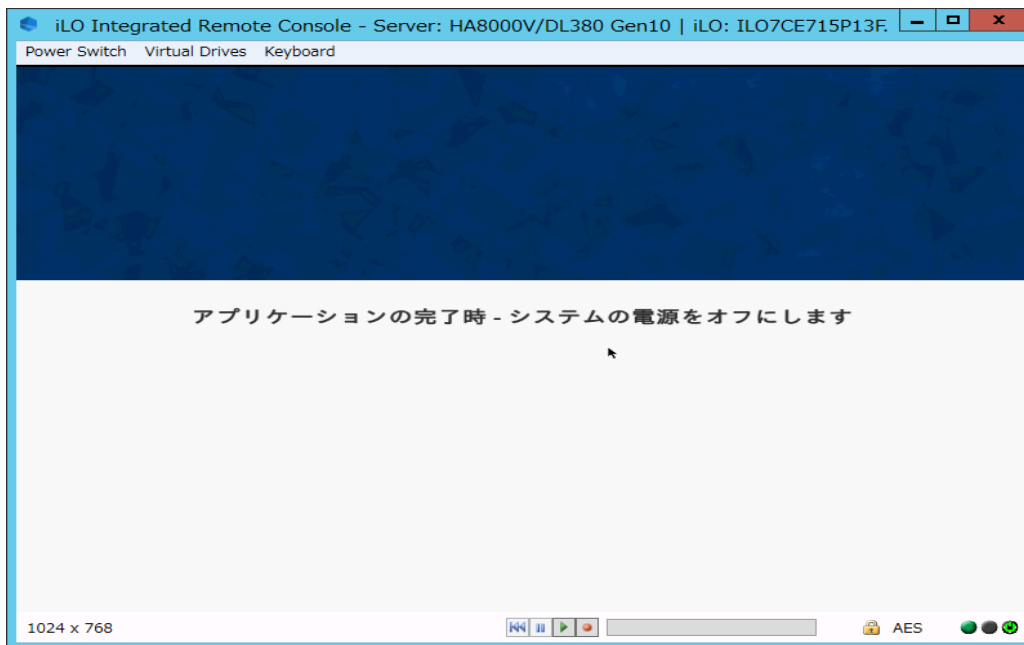 iLO Integrated Remote Console - Server: HA8000V/DL380 Gen10 | iLO: ILO7CE715P13F.
Power Switch Virtual Drives Keyboard
アプリケーションの完了時 - システムの電源をオフにします
1024 x 768
AES